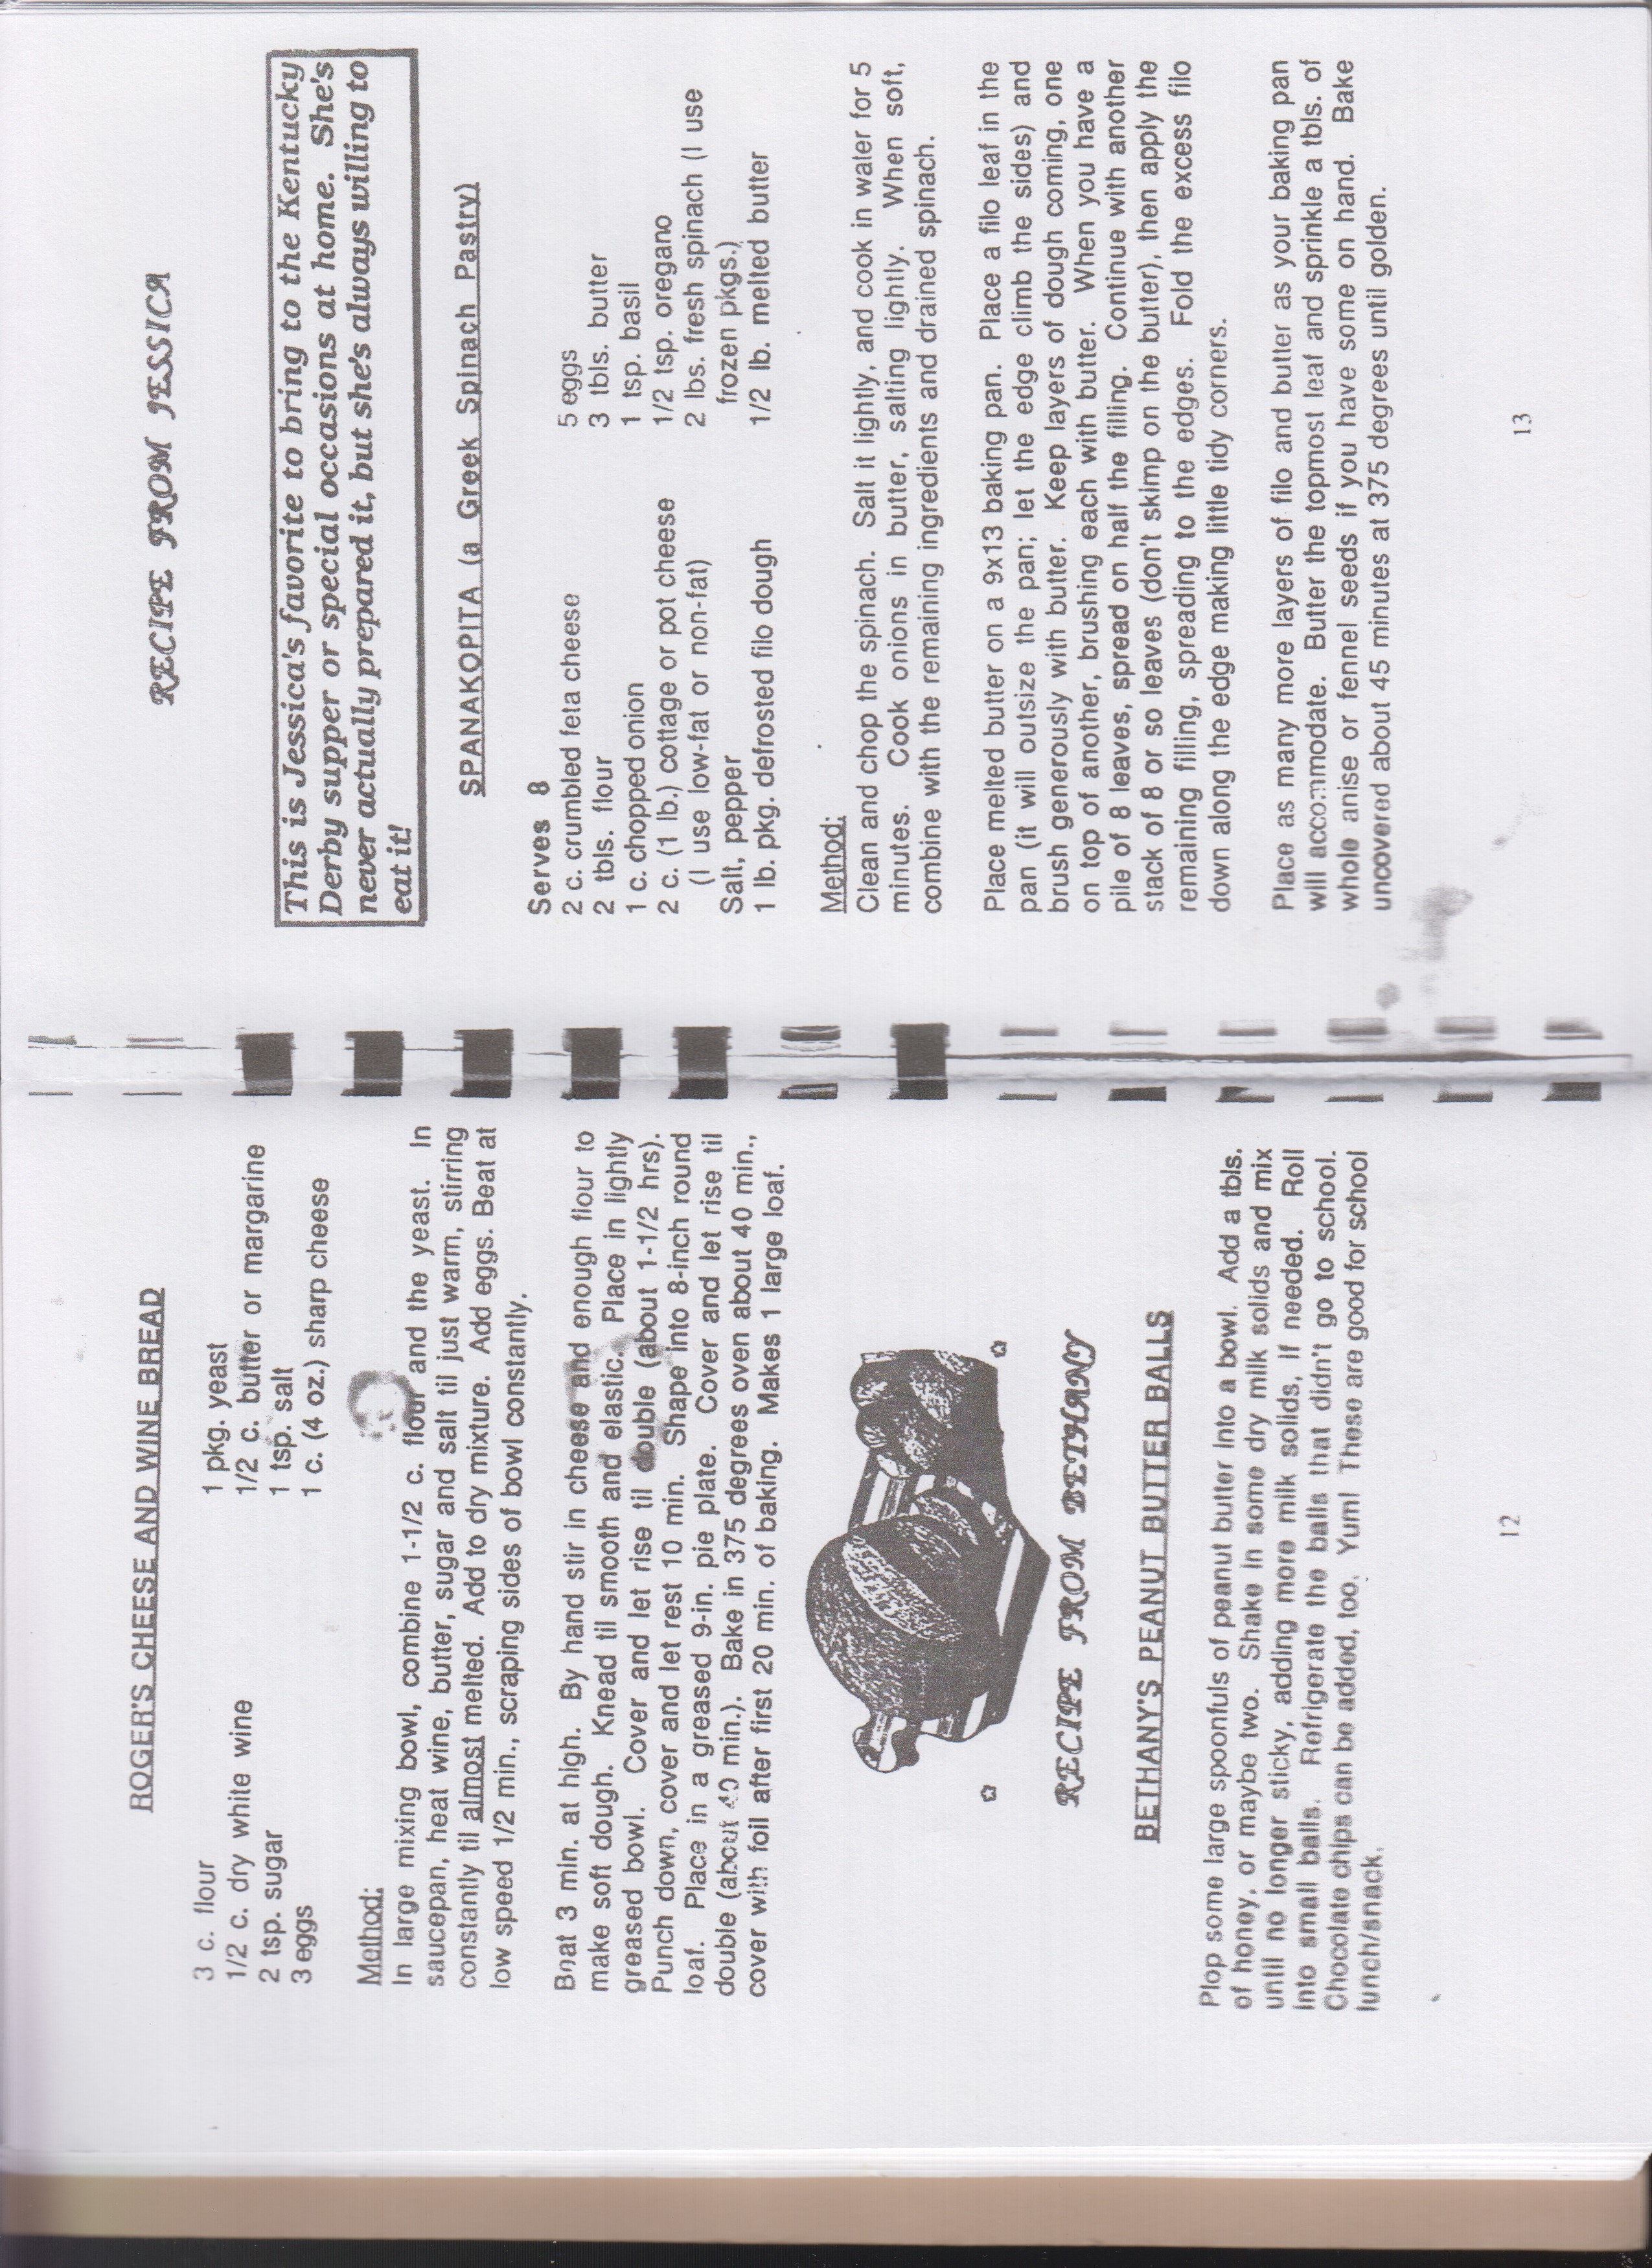 ROGER'S CHEESE AND WINE BREAD
3 c. flour
1/2 c. dry white wine
2 tsp. sugar
3 eggs
1 pkg. yeast
1/2 c. butter or margarine
1 tsp. salt
1 c. (4 oz.) sharp cheese
Method:
In large mixing bowl, combine 1-1/2 c. flour and the yeast. In
saucepan, heat wine, butter, sugar and salt til just warm, stirring
constantly til almost melted. Add to dry mixture. Add eggs. Beat at
low speed 1/2 min., scraping sides of bowl constantly.
Beat 3 min. at high. By hand stir in cheese and enough flour to
make soft dough. Knead til smooth and elastic. Place in lightly
greased bowl. Cover and let rise til double (about 1-1/2 hrs).
Punch down, cover and let rest 10 min. Shape into 8-inch round
loaf. Place in a greased 9-in. pie plate. Cover and let rise til
double (about 40 min.). Bake in 375 degrees oven about 40 min.,
cover with foil after first 20 min. of baking. Makes 1 large loaf.
RECIPE FROM BETHANY
BETHANY'S PEANUT BUTTER BALLS
Plop some large spoonfuls of peanut butter into a bowl. Add a tbls.
of honey, or maybe two. Shake in some dry milk solids and mix
until no longer sticky, adding more milk solids, if needed. Roll
into small balls. Refrigerate the balls that didn't go to school.
Chocolate chips can be added, too. Yum! These are good for school
lunch/snack.
12
RECIPE FROM JESSICA
This is Jessica's favorite to bring to the Kentucky
Derby supper or special occasions at home. She's
never actually prepared it, but she's always willing to
eat it!
SPANAKOPITA (a Greek Spinach Pastry)
Serves 8
2 c. crumbled feta cheese
2 tbls. flour
1 c. chopped onion
2 c. (1 lb.) cottage or pot cheese
(I use low-fat or non-fat)
Salt, pepper
1 lb. pkg. defrosted filo dough
5 eggs
3 tbls. butter
1 tsp. basil
1/2 tsp. oregano
2 lbs. fresh spinach (I use
frozen pkgs.)
1/2 lb. melted butter
Method:
Clean and chop the spinach. Salt it lightly, and cook in water for 5
minutes. Cook onions in butter, salting lightly. When soft,
combine with the remaining ingredients and drained spinach.
Place melted butter on a 9x13 baking pan. Place a filo leaf in the
pan (it will outsize the pan; let the edge climb the sides) and
brush generously with butter. Keep layers of dough coming, one
on top of another, brushing each with butter. When you have a
pile of 8 leaves, spread on half the filling. Continue with another
stack of 8 or so leaves (don't skimp on the butter), then apply the
remaining filling, spreading to the edges. Fold the excess filo
down along the edge making little tidy corners.
Place as many more layers of filo and butter as your baking pan
will accommodate. Butter the topmost leaf and sprinkle a tbls. of
whole anise or fennel seeds if you have some on hand. Bake
uncovered about 45 minutes at 375 degrees until golden.
13